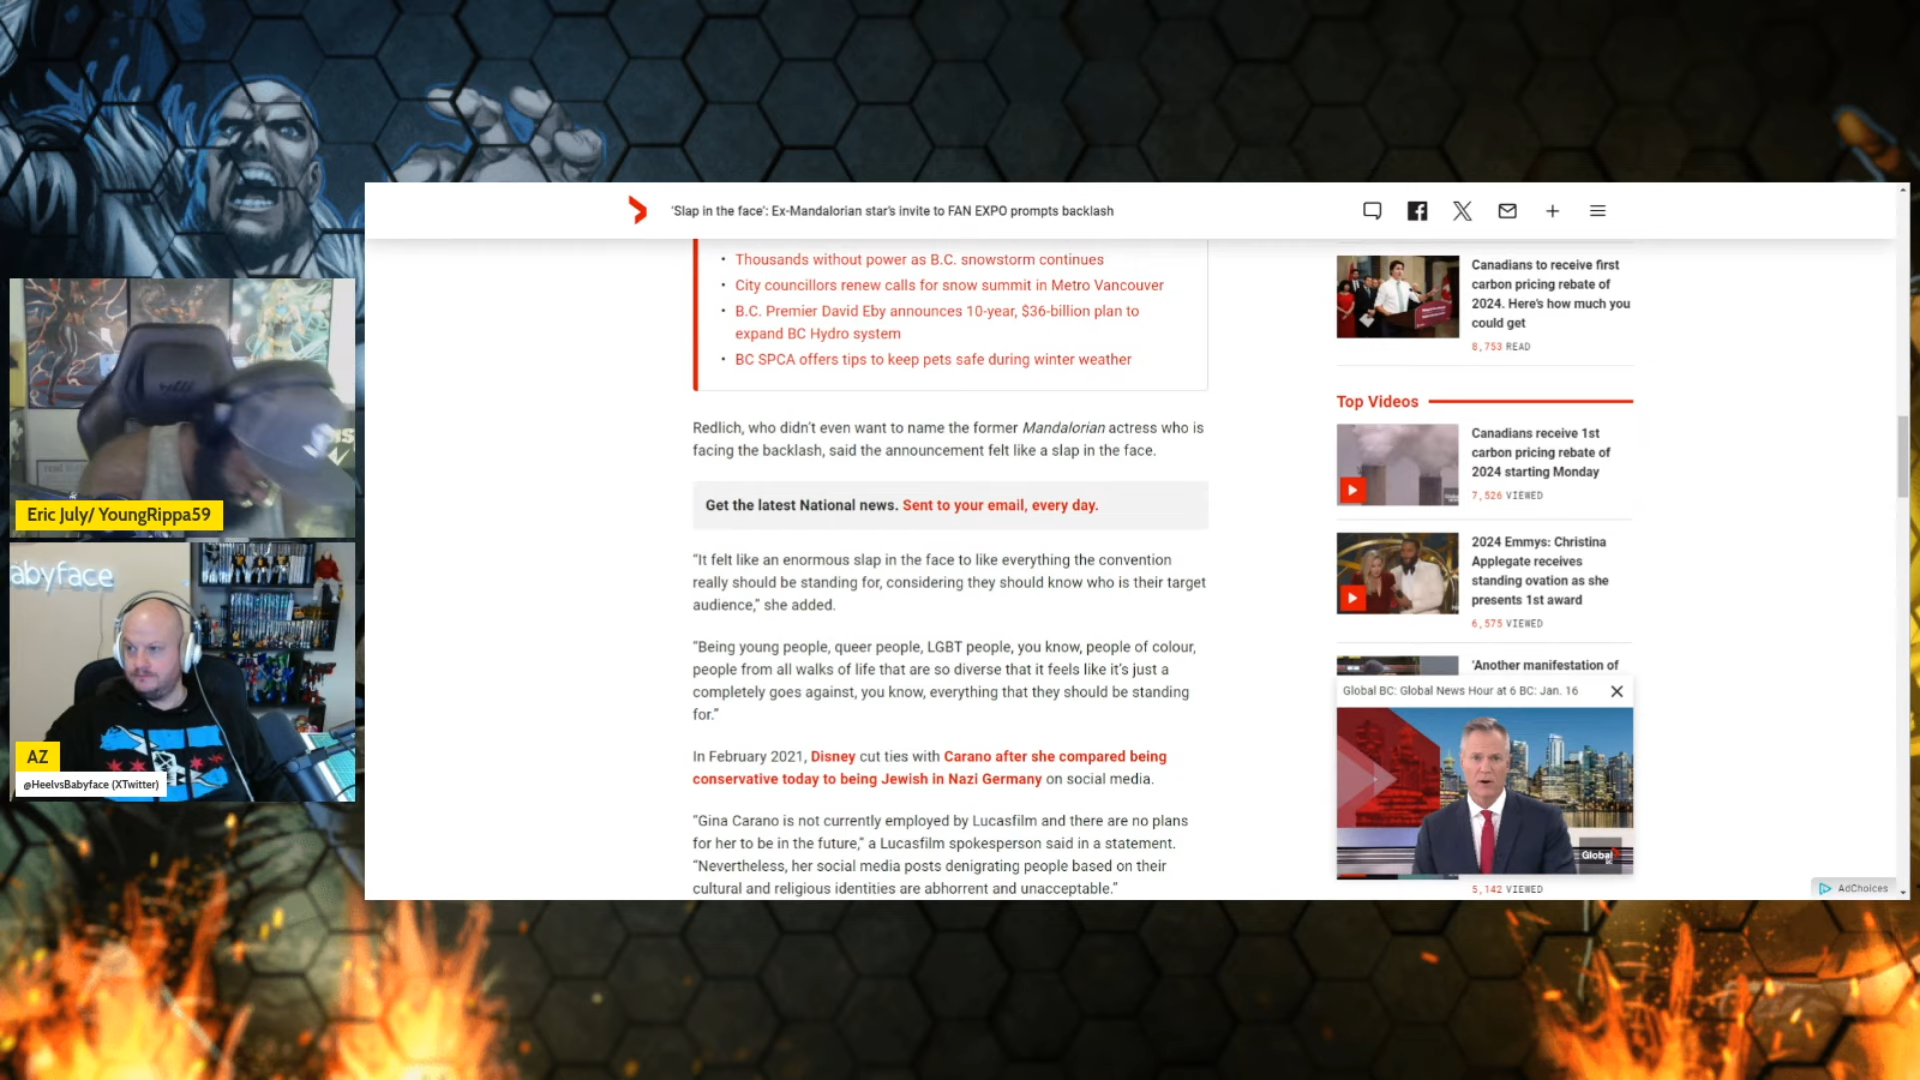 'Slap in the face': Ex-Mandalorian star's invite to FAN EXPO prompts backlash
• Thousands without power as B.C. snowstorm continues
• City councillors renew calls for snow summit in Metro Vancouver
• B.C. Premier David Eby announces 10-year, $36-billion plan to
expand BC Hydro system
• BC SPCA offers tips to keep pets safe during winter weather
Redlich, who didn't even want to name the former Mandalorian actress who is
facing the backlash, said the announcement felt like a slap in the face.
Get the latest National news. Sent to your email, every day.
“It felt like an enormous slap in the face to like everything the convention
really should be standing for, considering they should know who is their target
audience,” she added.
“Being young people, queer people, LGBT people, you know, people of colour,
people from all walks of life that are so diverse that it feels like it's just a
completely goes against, you know, everything that they should be standing
for.”
In February 2021, Disney cut ties with Carano after she compared being
conservative today to being Jewish in Nazi Germany on social media.
“Gina Carano is not currently employed by Lucasfilm and there are no plans
for her to be in the future,” a Lucasfilm spokesperson said in a statement.
“Nevertheless, her social media posts denigrating people based on their
cultural and religious identities are abhorrent and unacceptable.”
Canadians to receive first
carbon pricing rebate of
2024. Here's how much you
could get
8,753 READ
Top Videos
Canadians receive 1st
carbon pricing rebate of
2024 starting Monday
7,526 VIEWED
2024 Emmys: Christina
Applegate receives
standing ovation as she
presents 1st award
6,575 VIEWED
'Another manifestation of
Global BC: Global News Hour at 6 BC: Jan. 16
Global
5,142 VIEWED
AdChoices
Eric July/ YoungRippa59
abyface
AZ
@HeelvsBabyface (XTwitter)